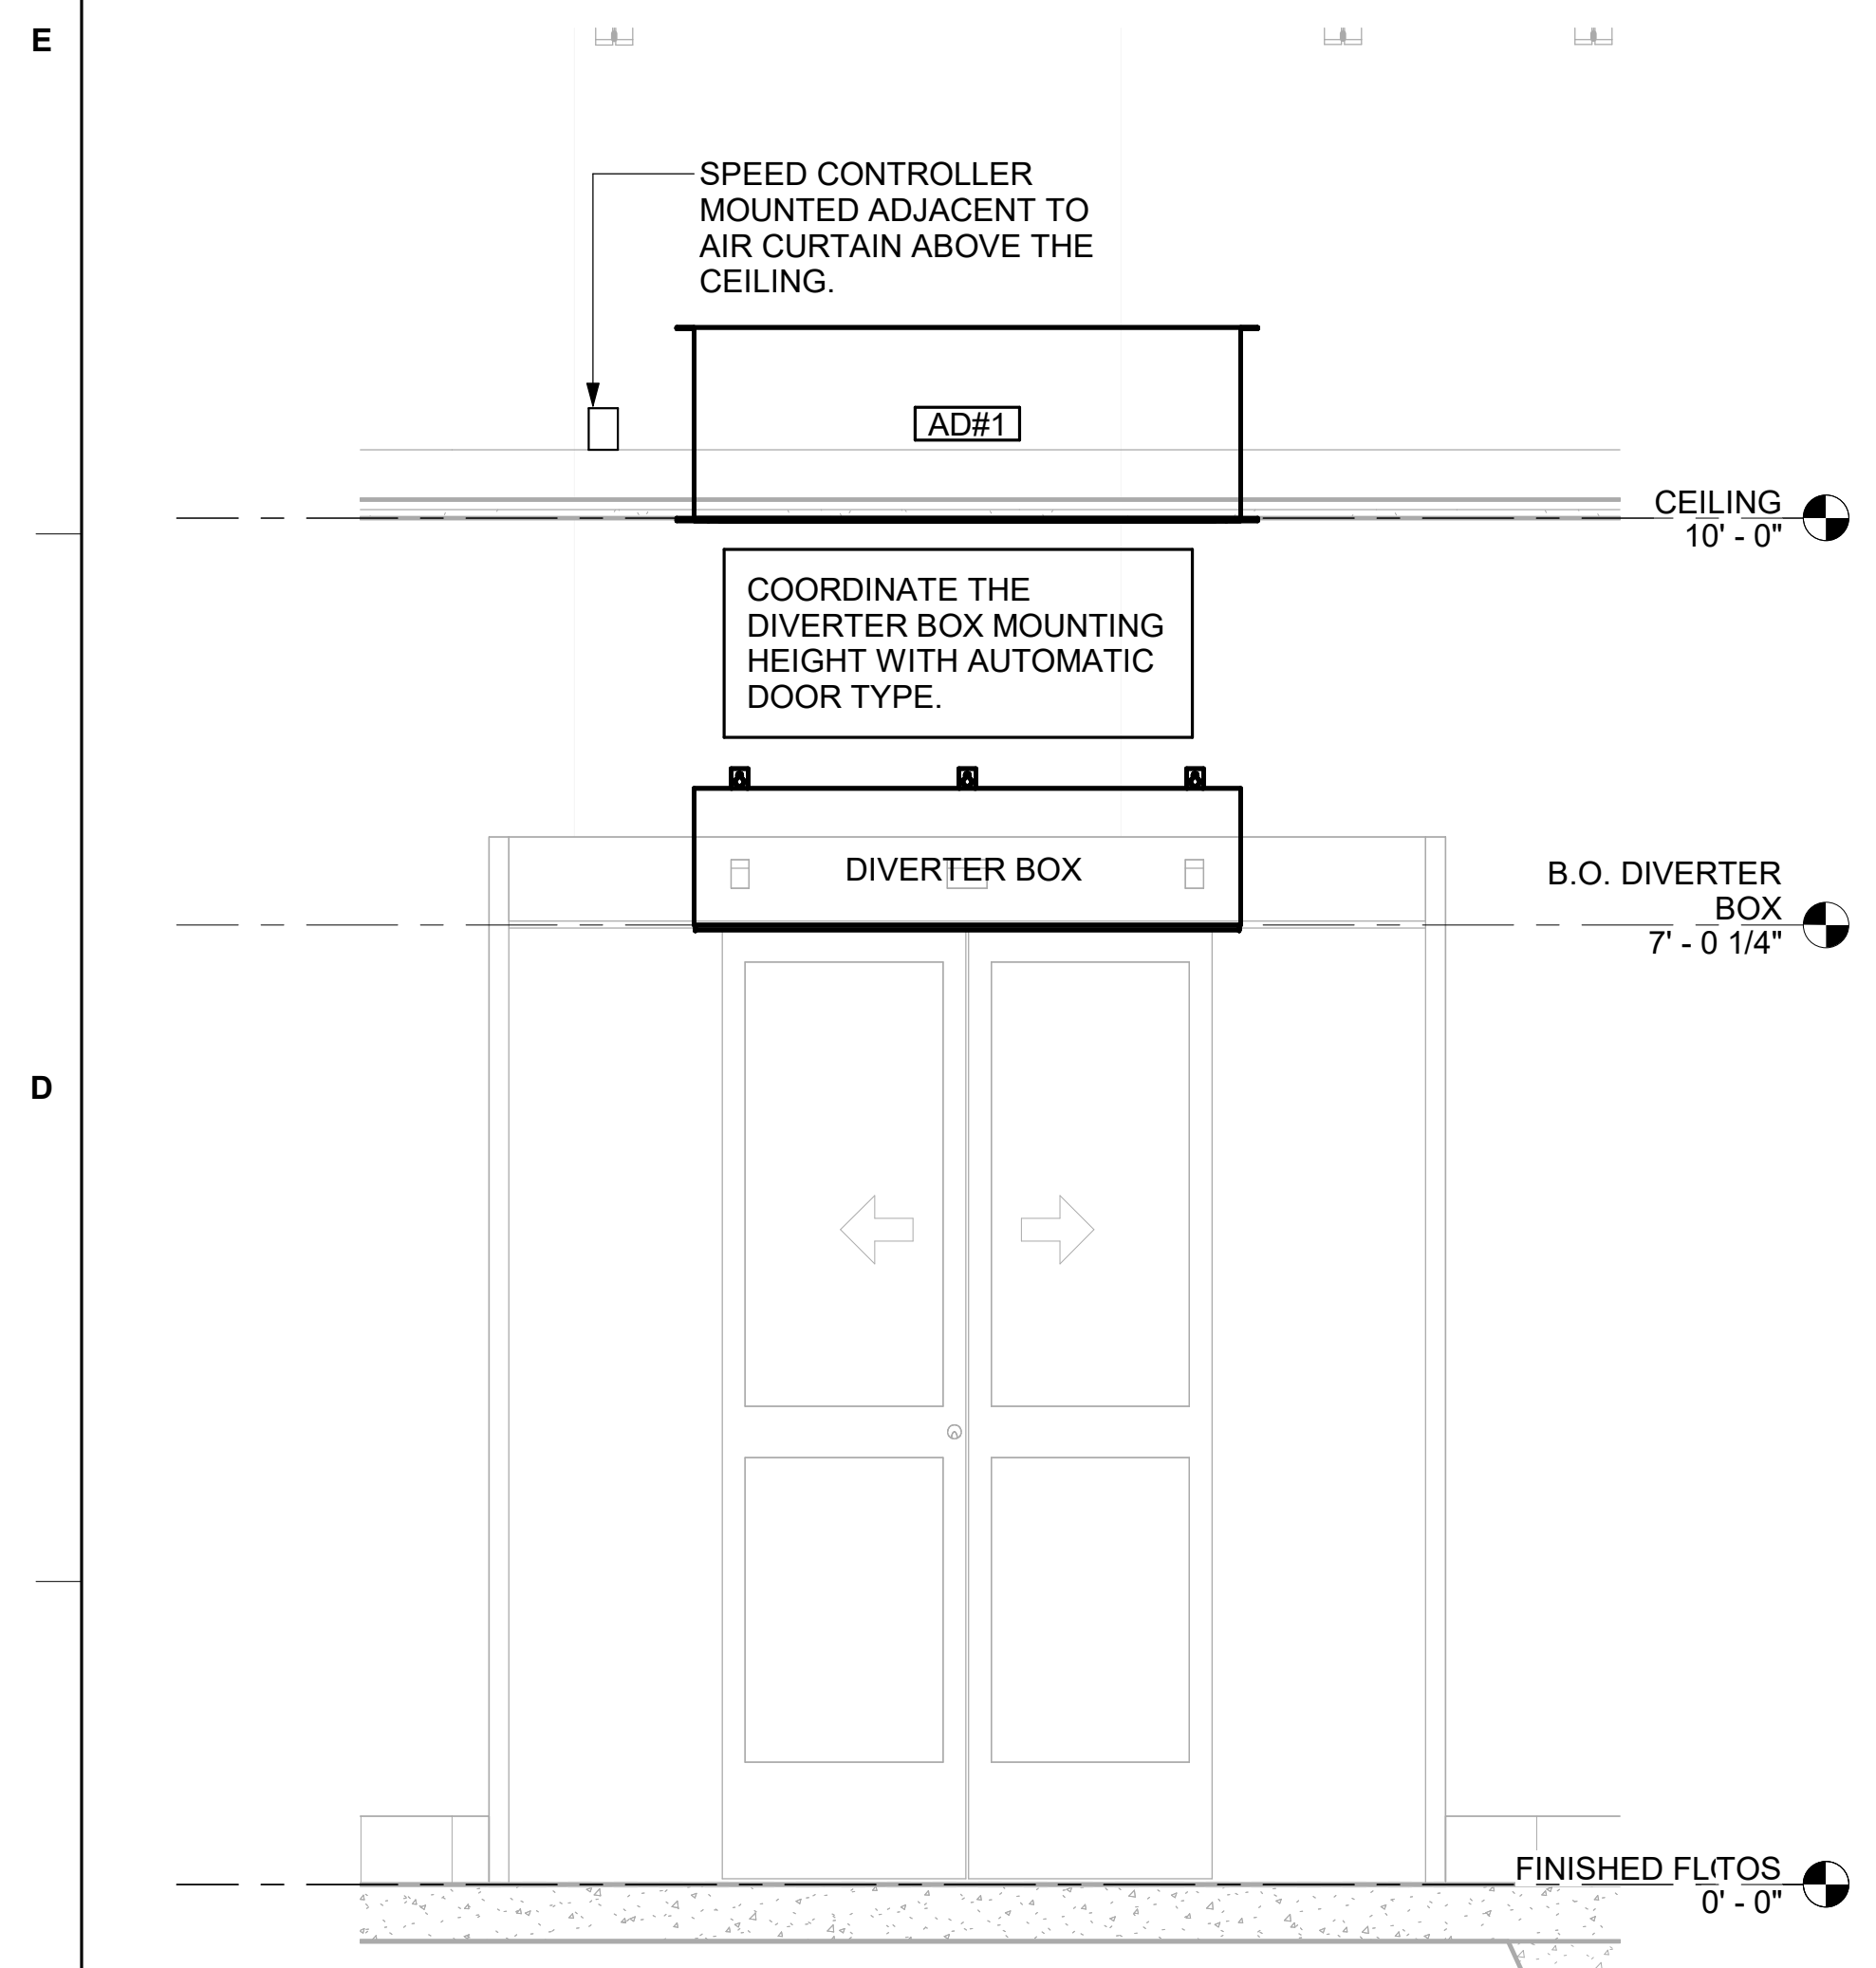 E
SPEED CONTROLLER
MOUNTED ADJACENT TO
AIR CURTAIN ABOVE THE
CEILING.
AD#1
CEILING
10' - 0"
COORDINATE THE
DIVERTER BOX MOUNTING
HEIGHT WITH AUTOMATIC
DOOR TYPE.
DIVERTER BOX
B.O. DIVERTER
BOX
7' - 0 1/4"
D
FINISHED
0' - 0"